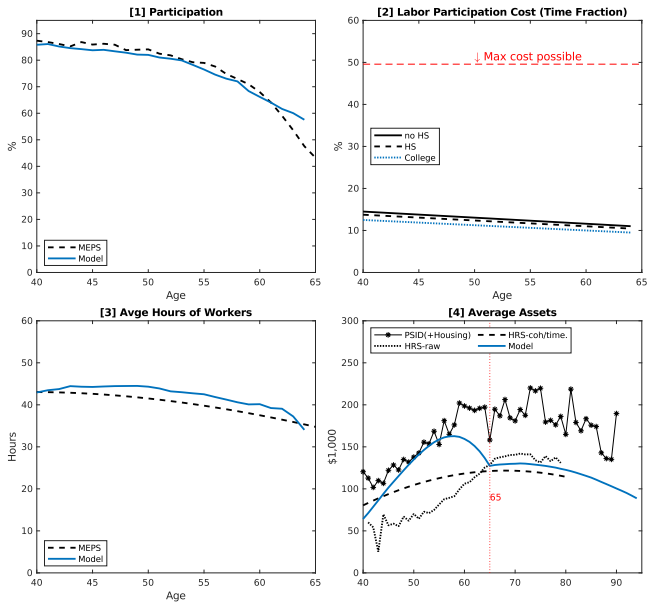 [1] Participation
90
80
70
60
50
40
30
20
10
0
%
MEPS
Model
40 45 50 55 60 65
Age
[2] Labor Participation Cost (Time Fraction)
60
50
40
30
20
10
0
%
↓ Max cost possible
no HS
HS
College
40 45 50 55 60 65
Age
[3] Avge Hours of Workers
60
50
40
30
20
10
0
Hours
MEPS
Model
40 45 50 55 60 65
Age
[4] Average Assets
300
250
200
150
100
50
0
$1,000
PSID(+Housing) HRS-coh/time.
HRS-raw Model
65
40 50 60 70 80 90